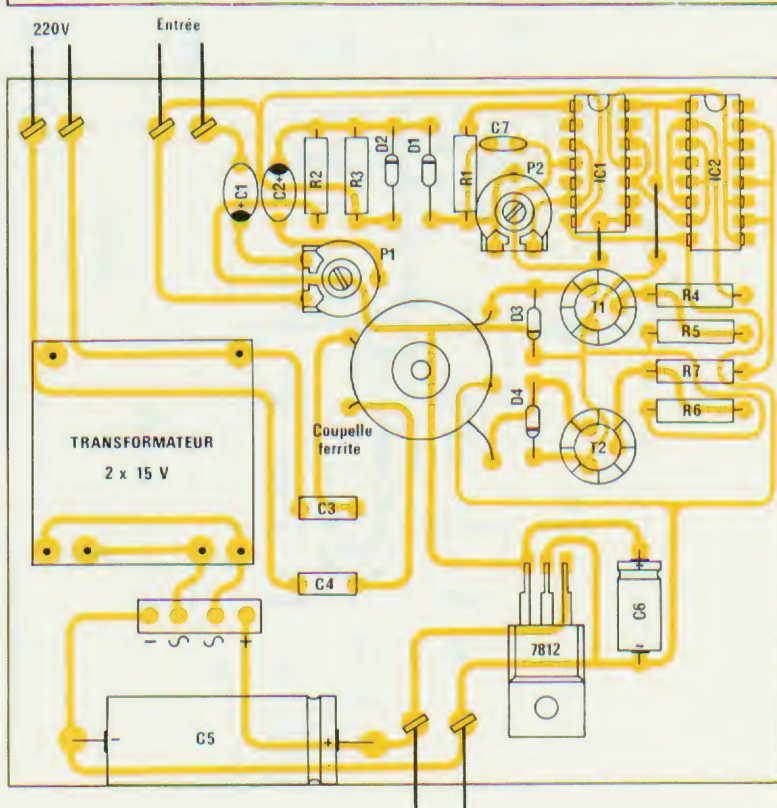 220V
Entrée
+C1
C2+
R2
R3
D2
D1
R1
C7
P2
IC1
IC2
P1
T1
D3
R4
R5
R7
R6
D4
T2
Coupelle
ferrite
TRANSFORMATEUR
2 x 15 V
C3
C4
- +
7812
+
C6
-
- C5 +